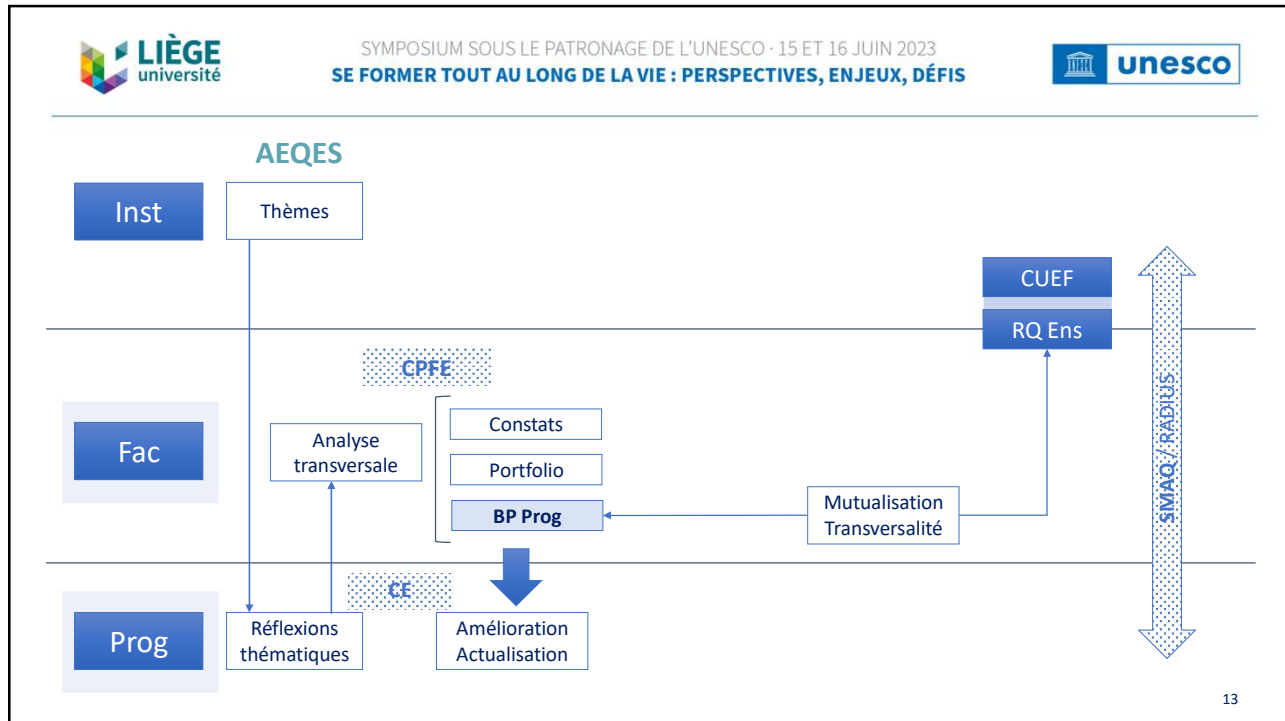 LIÈGE
université
SYMPOSIUM SOUS LE PATRONAGE DE L'UNESCO · 15 ET 16 JUIN 2023
SE FORMER TOUT AU LONG DE LA VIE : PERSPECTIVES, ENJEUX, DÉFIS
unesco
AEQES
Inst
Thèmes
CUEF
RQ Ens
CPFE
Fac
Analyse
transversale
Constats
Portfolio
BP Prog
Mutualisation
Transversalité
SMAQ / RADIUS
CE
Prog
Réflexions
thématiques
Amélioration
Actualisation
13